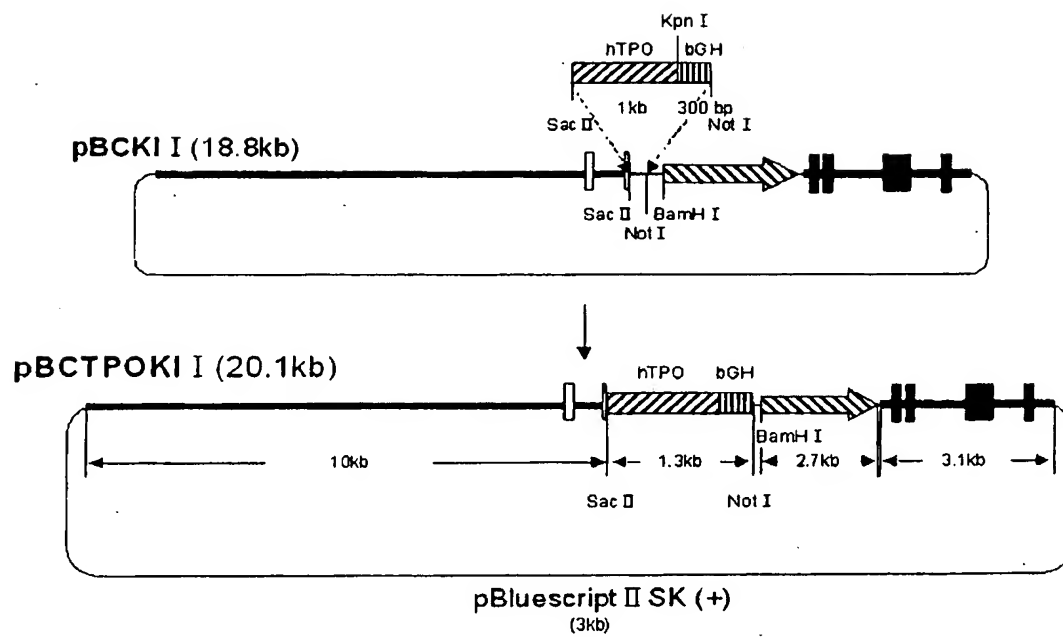 Kpn I
hTPO bGH
1kb 300 bp
Sac II Not I
pBCKI I (18.8kb)
Sac II BamH I
Not I
pBCTPOKI I (20.1kb)
hTPO bGH
BamH I
10kb 1.3kb 2.7kb 3.1kb
Sac II Not I
pBluescript II SK (+)
(3kb)